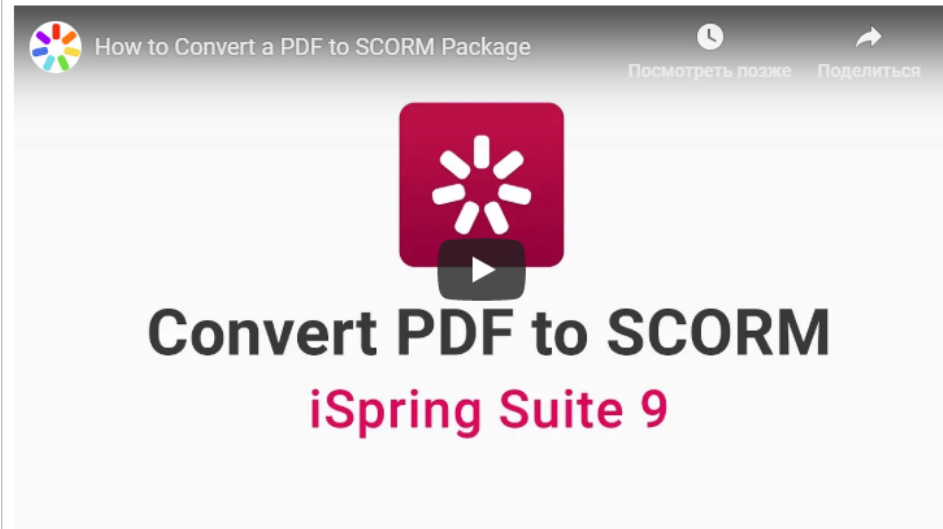 How to Convert a PDF to SCORM Package
Посмотреть позже
Поделиться
Convert PDF to SCORM
iSpring Suite 9